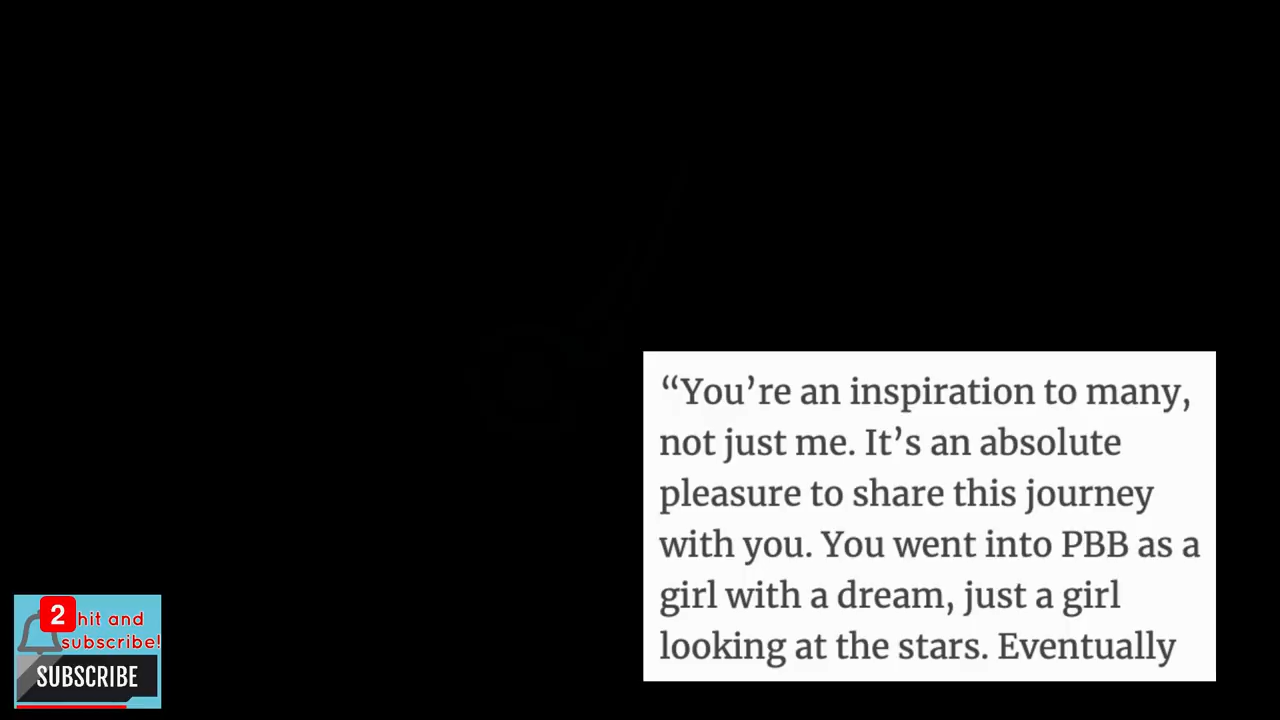 “You’re an inspiration to many,
not just me. It’s an absolute
pleasure to share this journey
with you. You went into PBB as a
girl with a dream, just a girl
looking at the stars. Eventually
2 hit and
subscribe!
SUBSCRIBE